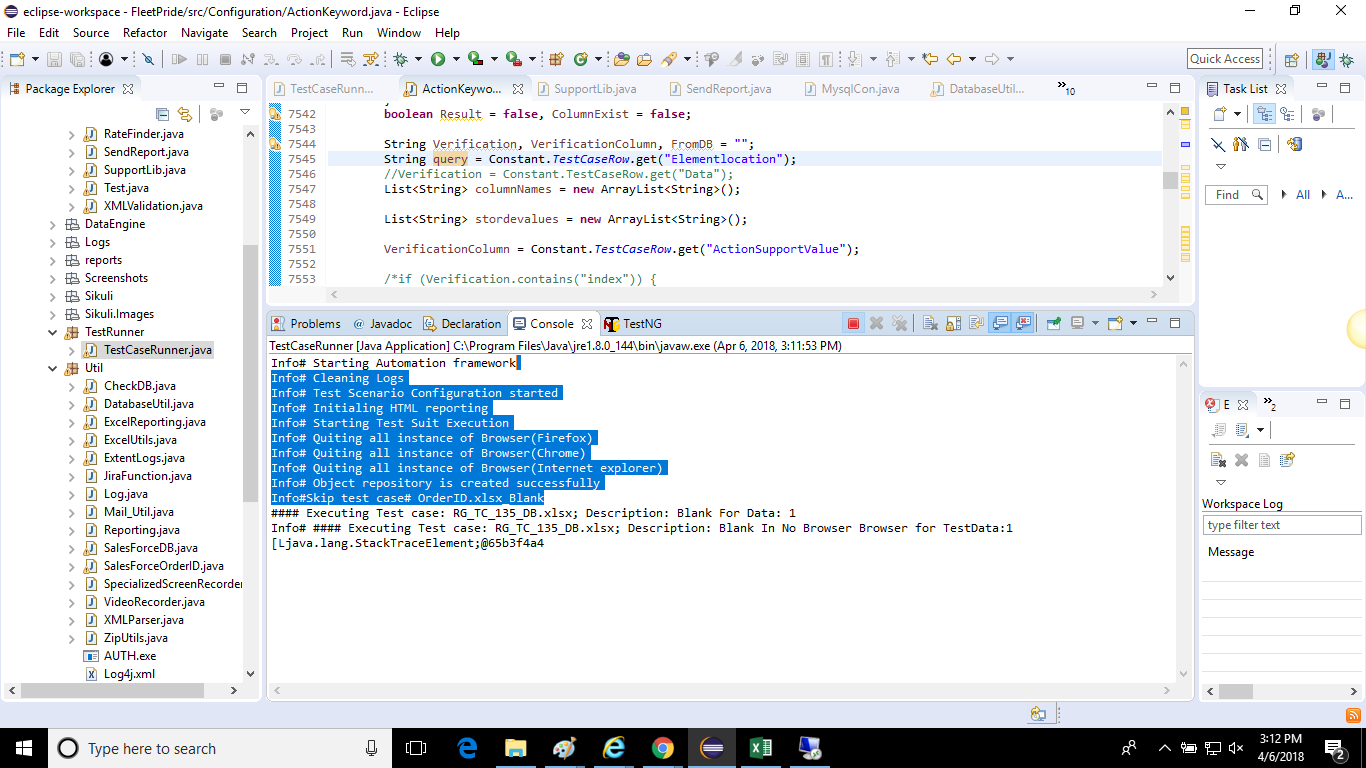 eclipse-workspace - FleetPride/src/Configuration/ActionKeyword.java - Eclipse
File Edit Source Refactor Navigate Search Project Run Window Help
Quick Access
Package Explorer
RateFinder.java
SendReport.java
SupportLib.java
Test.java
XMLValidation.java
DataEngine
Logs
reports
Screenshots
Sikuli
Sikuli.Images
TestRunner
TestCaseRunner.java
Util
CheckDB.java
DatabaseUtil.java
ExcelReporting.java
ExcelUtils.java
ExtentLogs.java
JiraFunction.java
Log.java
Mail_Util.java
Reporting.java
SalesForceDB.java
SalesForceOrderID.java
SpecializedScreenRecorder
VideoRecorder.java
XMLParser.java
ZipUtils.java
AUTH.exe
Log4j.xml
TestCaseRunn... ActionKeywo... SupportLib.java SendReport.java MysqlCon.java DatabaseUtil... »10
7542 boolean Result = false, ColumnExist = false;
7543
7544 String Verification, VerificationColumn, FromDB = "";
7545 String query = Constant.TestCaseRow.get("Elementlocation");
7546 //Verification = Constant.TestCaseRow.get("Data");
7547 List<String> columnNames = new ArrayList<String>();
7548
7549 List<String> stordevalues = new ArrayList<String>();
7550
7551 VerificationColumn = Constant.TestCaseRow.get("ActionSupportValue");
7552
7553 /*if (Verification.contains("index")) {
Problems @ Javadoc Declaration Console TestNG
TestCaseRunner [Java Application] C:\Program Files\Java\jre1.8.0_144\bin\javaw.exe (Apr 6, 2018, 3:11:53 PM)
Info# Starting Automation framework
Info# Cleaning Logs
Info# Test Scenario Configuration started
Info# Initialing HTML reporting
Info# Starting Test Suit Execution
Info# Quiting all instance of Browser(Firefox)
Info# Quiting all instance of Browser(Chrome)
Info# Quiting all instance of Browser(Internet explorer)
Info# Object repository is created successfully
Info#Skip test case# OrderID.xlsx_Blank
#### Executing Test case: RG_TC_135_DB.xlsx; Description: Blank For Data: 1
Info# #### Executing Test case: RG_TC_135_DB.xlsx; Description: Blank In No Browser Browser for TestData:1
[Ljava.lang.StackTraceElement;@65b3f4a4
Task List
Find All A...
E »2
Workspace Log
type filter text
Message
Type here to search
3:12 PM
4/6/2018
2